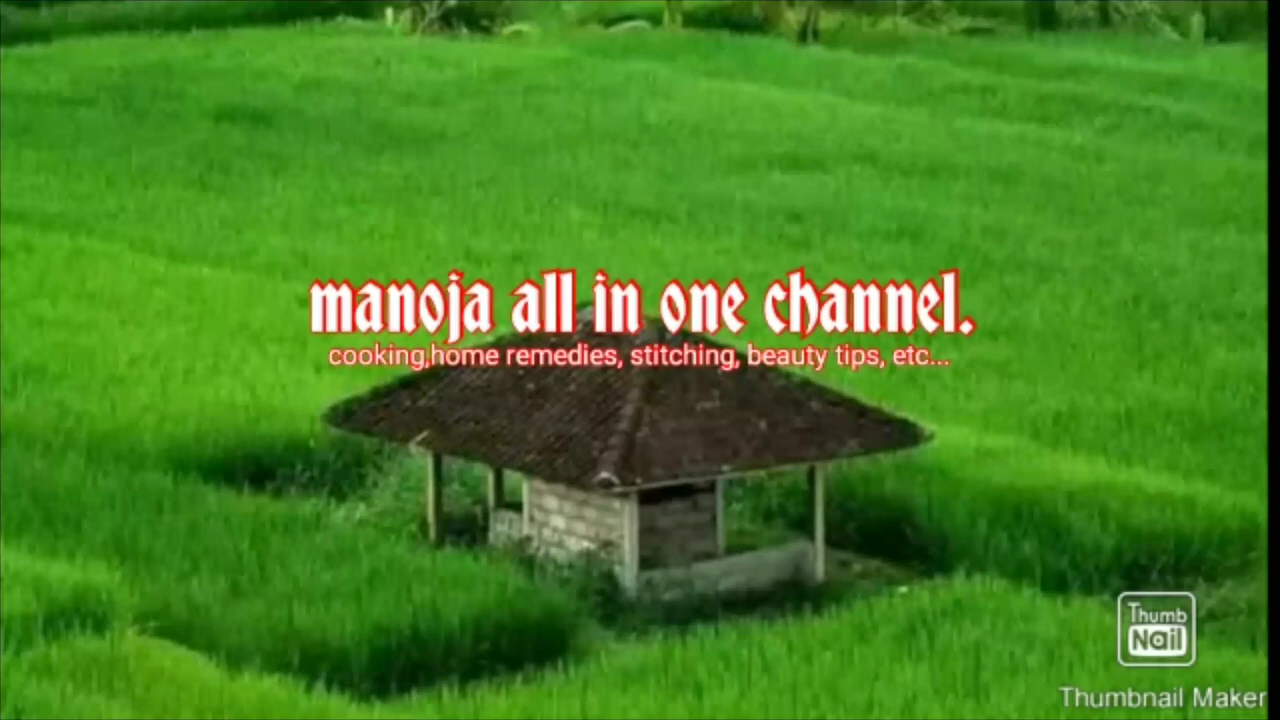 manoja all in one channel.
cooking,home remedies, stitching, beauty tips, etc...
Thumb
Nail
Thumbnail Maker